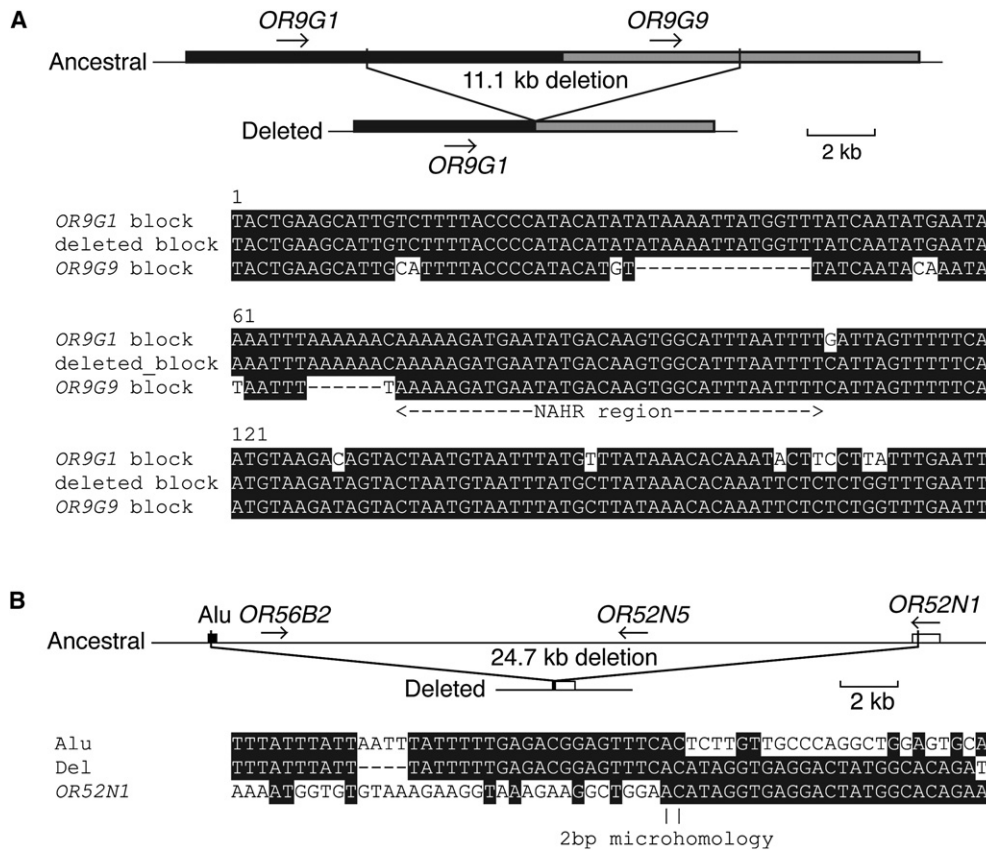 A
OR9G1 OR9G9
Ancestral
11.1 kb deletion
Deleted
OR9G1
2 kb
1
OR9G1 block TACTGAAGCATTGTCTTTTACCCCATACATATATAAAATTATGGTTTATCAATATGAATA
deleted block TACTGAAGCATTGTCTTTTACCCCATACATATATAAAATTATGGTTTATCAATATGAATA
OR9G9 block TACTGAAGCATTGCATTTTACCCCATACATGT--------------TATCAATACAAATA
61
OR9G1 block AAATTTAAAAAACAAAAAGATGAATATGACAAGTGGCATTTAATTTTGATTAGTTTTTCA
deleted_block AAATTTAAAAAACAAAAAGATGAATATGACAAGTGGCATTTAATTTTCATTAGTTTTTCA
OR9G9 block TAATTT------TAAAAAGATGAATATGACAAGTGGCATTTAATTTTCATTAGTTTTTCA
<-----------NAHR region----------->
121
OR9G1 block ATGTAAGACAGTACTAATGTAATTTATGTTTATAAACACAAATACTTCCTTATTTGAATT
deleted block ATGTAAGATAGTACTAATGTAATTTATGCTTATAAACACAAATTCTCTCTGGTTTGAATT
OR9G9 block ATGTAAGATAGTACTAATGTAATTTATGCTTATAAACACAAATTCTCTCTGGTTTGAATT
B
Alu OR56B2 OR52N5 OR52N1
Ancestral
24.7 kb deletion
Deleted
2 kb
Alu TTTATTTATTAATTTATTTTTGAGACGGAGTTTCACTCTTGTTGCCCAGGCTGGAGTGCA
Del TTTATTTATT----TATTTTTGAGACGGAGTTTCACATAGGTGAGGACTATGGCACAGAT
OR52N1 AAAATGGTGTGTAAAGAAGGTAAAGAAGGCTGGAACATAGGTGAGGACTATGGCACAGAA
2bp microhomology